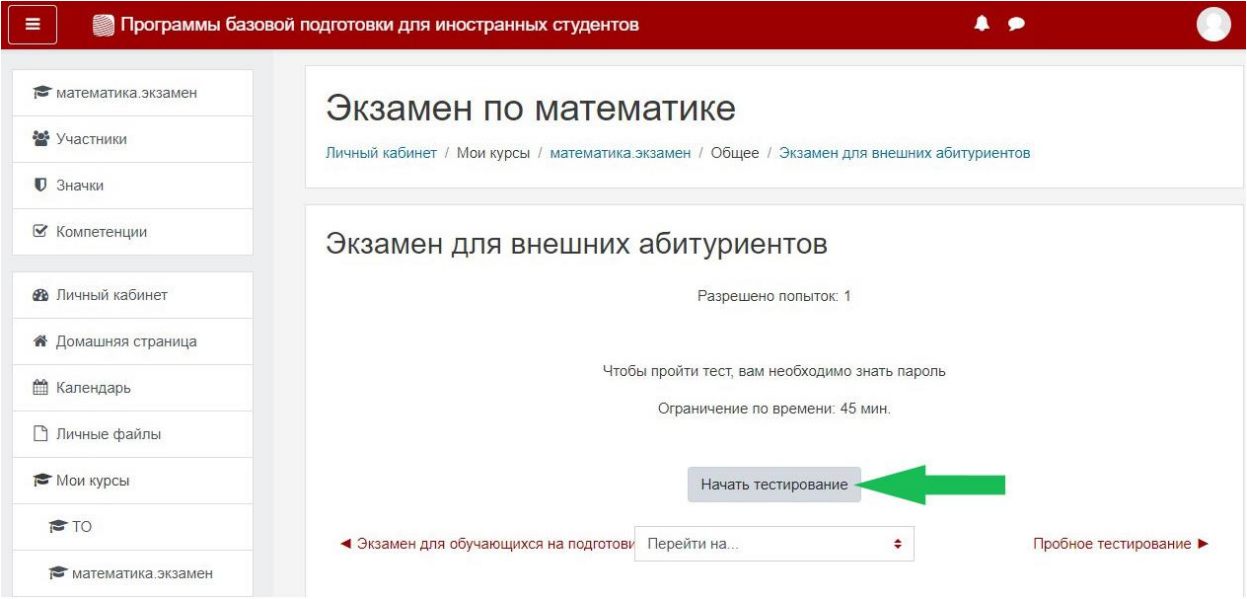 Программы базовой подготовки для иностранных студентов
математика.экзамен
Участники
Значки
Компетенции
Личный кабинет
Домашняя страница
Календарь
Личные файлы
Мои курсы
ТО
математика.экзамен
Экзамен по математике
Личный кабинет / Мои курсы / математика.экзамен / Общее / Экзамен для внешних абитуриентов
Экзамен для внешних абитуриентов
Разрешено попыток: 1
Чтобы пройти тест, вам необходимо знать пароль
Ограничение по времени: 45 мин.
Начать тестирование
◄ Экзамен для обучающихся на подготови Перейти на... Пробное тестирование ►